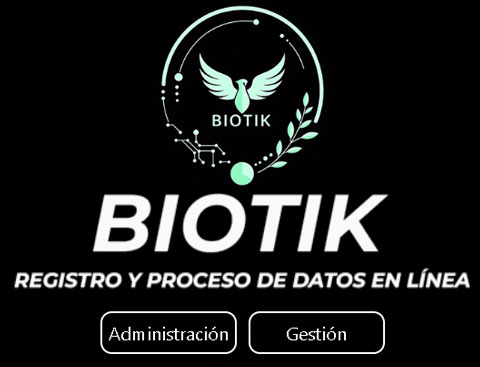 BIOTIK
BIOTIK
REGISTRO Y PROCESO DE DATOS EN LÍNEA
Administración
Gestión